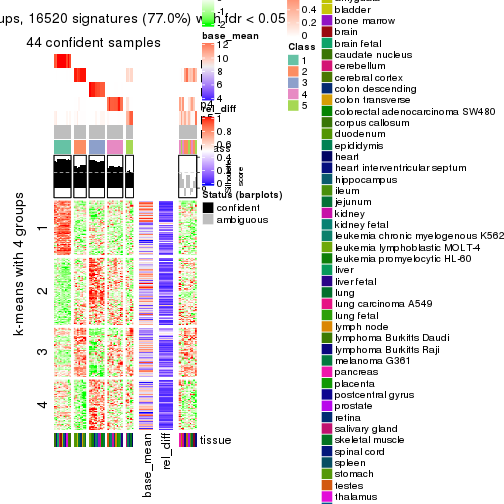 ups, 16520 signatures (77.0%) with fdr < 0.05
44 confident samples
base_mean
12
10
8
6
4
rel_diff
1
0.8
0.6
0.4
0.2
0
-2
-4
0.4
0.2
0
Class
1
2
3
4
5
silhouette
score
Status (barplots)
confident
ambiguous
k-means with 4 groups
1
2
3
4
base_mean
rel_diff
tissue
bladder
bone marrow
brain
brain fetal
caudate nucleus
cerebellum
cerebral cortex
colon descending
colon transverse
colorectal adenocarcinoma SW480
corpus callosum
duodenum
epididymis
heart
heart interventricular septum
hippocampus
ileum
jejunum
kidney
kidney fetal
leukemia chronic myelogenous K562
leukemia lymphoblastic MOLT-4
leukemia promyelocytic HL-60
liver
liver fetal
lung
lung carcinoma A549
lung fetal
lymph node
lymphoma Burkitts Daudi
lymphoma Burkitts Raji
melanoma G361
pancreas
placenta
postcentral gyrus
prostate
retina
salivary gland
skeletal muscle
spinal cord
spleen
stomach
testes
thalamus